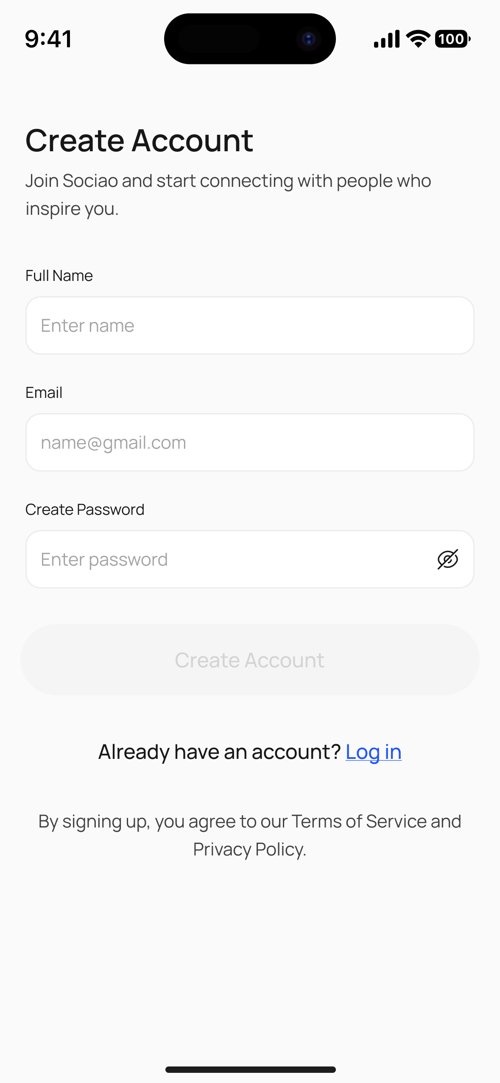 9:41
100
Create Account
Join Sociao and start connecting with people who
inspire you.
Full Name
Enter name
Email
name@gmail.com
Create Password
Enter password
Create Account
Already have an account? Log in
By signing up, you agree to our Terms of Service and
Privacy Policy.